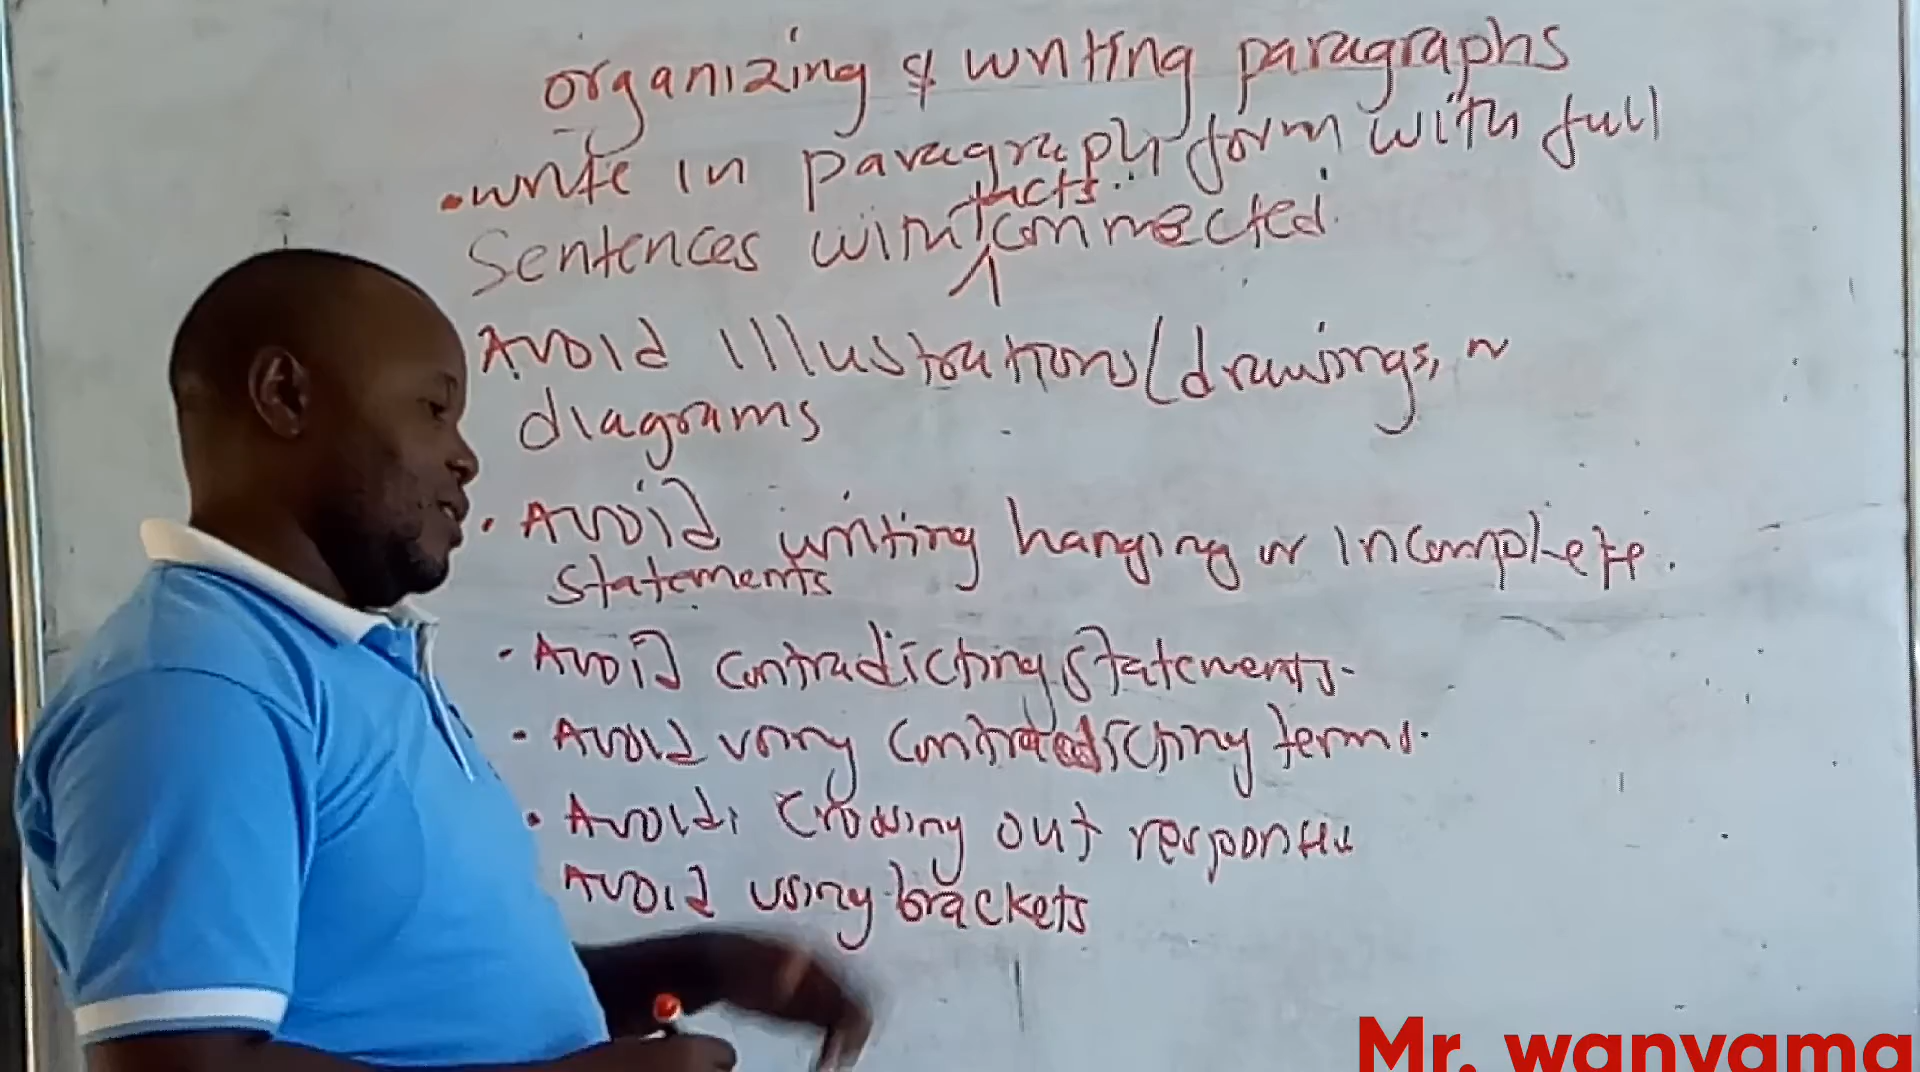 organizing & writing paragraphs
• write in paragraph form with full
facts
Sentences with connected.
Avoid illustrations (drawings, or
diagrams
• Avoid writing hanging or incomplete.
statements
• Avoid contradicting statements.
• Avoid using contradicting terms.
• Avoid: crossing out responses
Avoid using brackets
Mr. wanyama